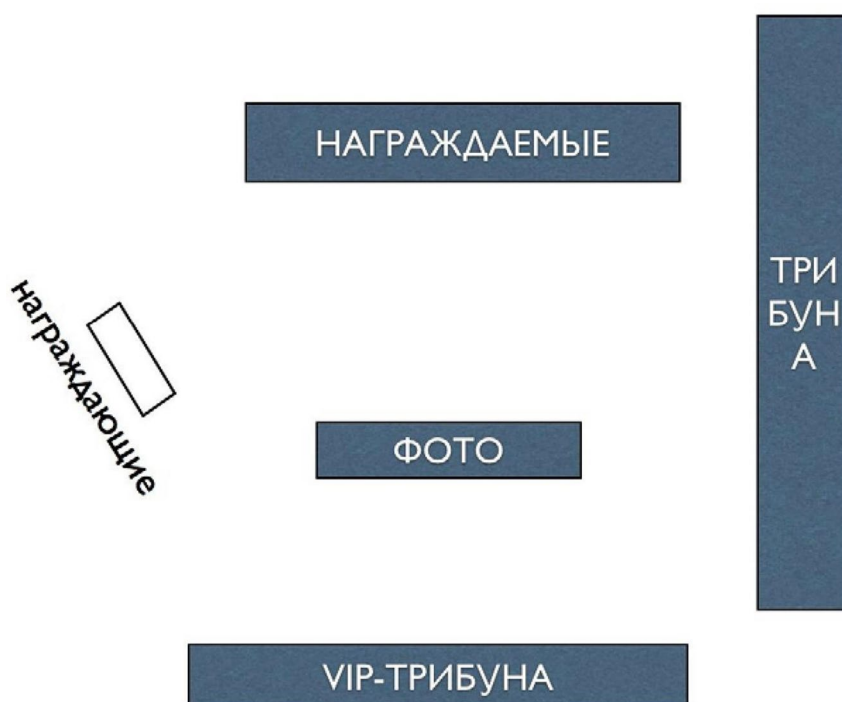 НАГРАЖДАЕМЫЕ
ТРИ
БУН
А
награждающие
ФОТО
VIP-ТРИБУНА